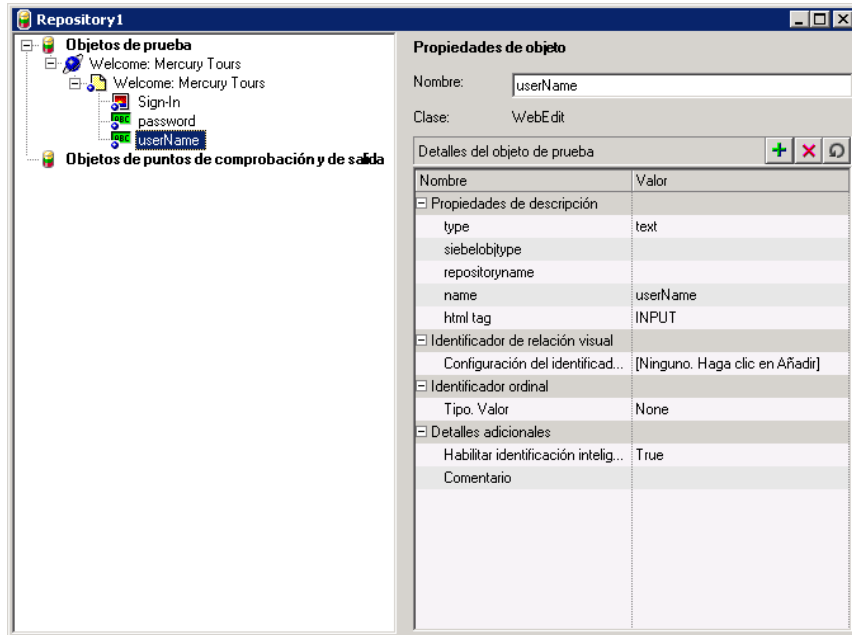 Repository1
Objetos de prueba
Welcome: Mercury Tours
Welcome: Mercury Tours
Sign-In
ABC password
ABC userName
Objetos de puntos de comprobación y de salida
Propiedades de objeto
Nombre: userName
Clase: WebEdit
Detalles del objeto de prueba
Nombre Valor
Propiedades de descripción
type text
siebelobjtype
repositoryname
name userName
html tag INPUT
Identificador de relación visual
Configuración del identificad... [Ninguno. Haga clic en Añadir]
Identificador ordinal
Tipo. Valor None
Detalles adicionales
Habilitar identificación intelig... True
Comentario